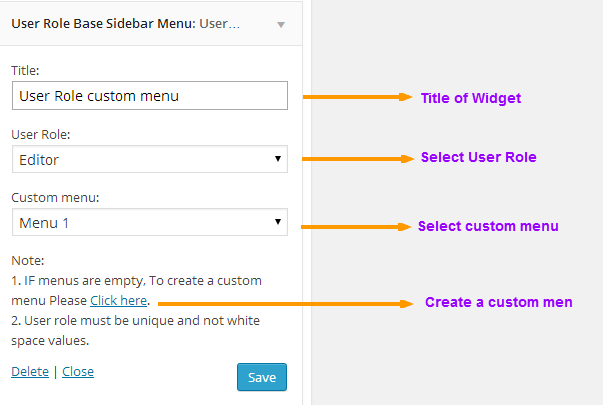 User Role Base Sidebar Menu: User…
Title:
User Role custom menu
Title of Widget
User Role:
Editor
Select User Role
Custom menu:
Menu 1
Select custom menu
Note:
1. IF menus are empty, To create a custom
menu Please Click here.
Create a custom men
2. User role must be unique and not white
space values.
Delete | Close
Save